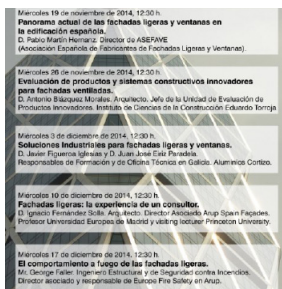 Miércoles 19 de noviembre de 2014, 12:30 h.
Panorama actual de las fachadas ligeras y ventanas en
la edificación española.
D. Pablo Martín Hernanz. Director de ASEFAVE
(Asociación Española de Fabricantes de Fachadas Ligeras y Ventanas).
Miércoles 26 de noviembre de 2014, 12:30 h.
Evaluación de productos y sistemas constructivos innovadores
para fachadas ventiladas.
D. Antonio Blázquez Morales. Arquitecto. Jefe de la Unidad de Evaluación de
Productos Innovadores. Instituto de Ciencias de la Construcción Eduardo Torroja
Miércoles 3 de diciembre de 2014, 12:30 h.
Soluciones Industriales para fachadas ligeras y ventanas.
D. Javier Figueroa Iglesias y D. Juan José Eirix Paradela
Responsables de Formación y de Oficina Técnica en Galicia. Aluminios Cortizo.
Miércoles 10 de diciembre de 2014, 12:30 h.
Fachadas ligeras: la experiencia de un consultor.
D. Ignacio Fernández Solla. Arquitecto. Director Asociado Arup Spain Façades.
Profesor Universidad Europea de Madrid y visiting lecturer Princeton University.
Miércoles 17 de diciembre de 2014, 12:30 h.
El comportamiento a fuego de las fachadas ligeras.
Mr. George Faller. Ingeniero Estructural y de Seguridad contra Incendios.
Director asociado y responsable de Europe Fire Safety en Arup.